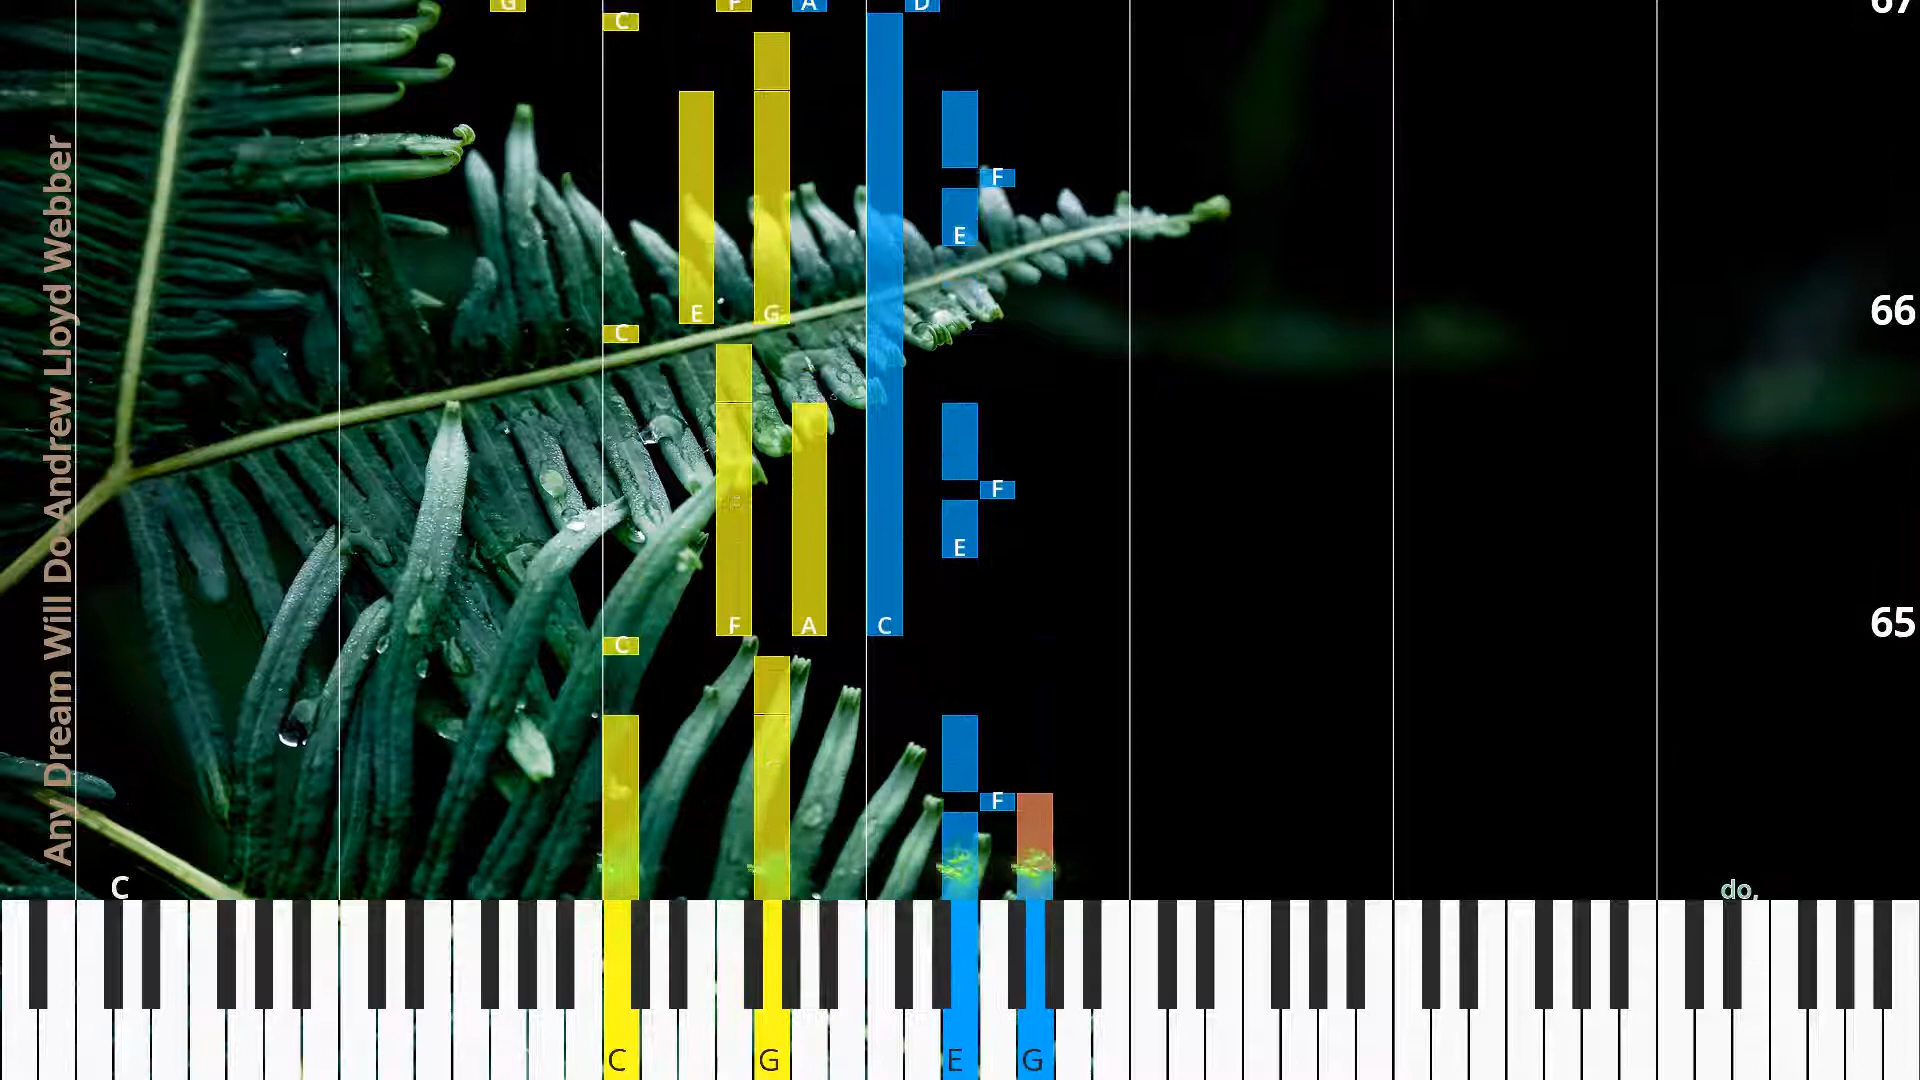 G F A D
67
C
F
E
E G
66
C
F
E
F A C
65
C
F
C
do,
C G E G
Any Dream Will Do-Andrew Lloyd Webber